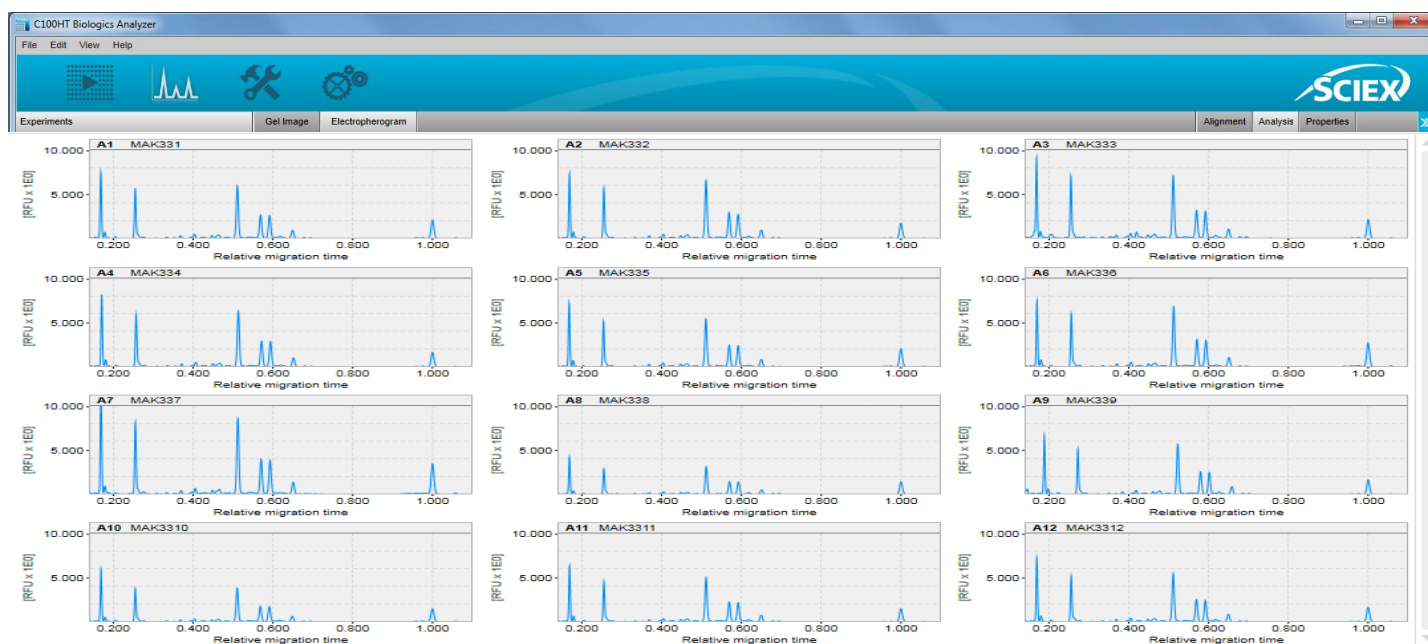 C100HT Biologics Analyzer
File Edit View Help
SCIEX
Experiments Gel Image Electropherogram Alignment Analysis Properties
A1 MAK331 A2 MAK332 A3 MAK333
10.000 10.000 10.000
[RFU x 1E0] [RFU x 1E0] [RFU x 1E0]
5.000 5.000 5.000
0.200 0.400 0.600 0.800 1.000 0.200 0.400 0.600 0.800 1.000 0.200 0.400 0.600 0.800 1.000
Relative migration time Relative migration time Relative migration time
A4 MAK334 A5 MAK335 A6 MAK336
10.000 10.000 10.000
[RFU x 1E0] [RFU x 1E0] [RFU x 1E0]
5.000 5.000 5.000
0.200 0.400 0.600 0.800 1.000 0.200 0.400 0.600 0.800 1.000 0.200 0.400 0.600 0.800 1.000
Relative migration time Relative migration time Relative migration time
A7 MAK337 A8 MAK338 A9 MAK339
10.000 10.000 10.000
[RFU x 1E0] [RFU x 1E0] [RFU x 1E0]
5.000 5.000 5.000
0.200 0.400 0.600 0.800 1.000 0.200 0.400 0.600 0.800 1.000 0.200 0.400 0.600 0.800 1.000
Relative migration time Relative migration time Relative migration time
A10 MAK3310 A11 MAK3311 A12 MAK3312
10.000 10.000 10.000
[RFU x 1E0] [RFU x 1E0] [RFU x 1E0]
5.000 5.000 5.000
0.200 0.400 0.600 0.800 1.000 0.200 0.400 0.600 0.800 1.000 0.200 0.400 0.600 0.800 1.000
Relative migration time Relative migration time Relative migration time